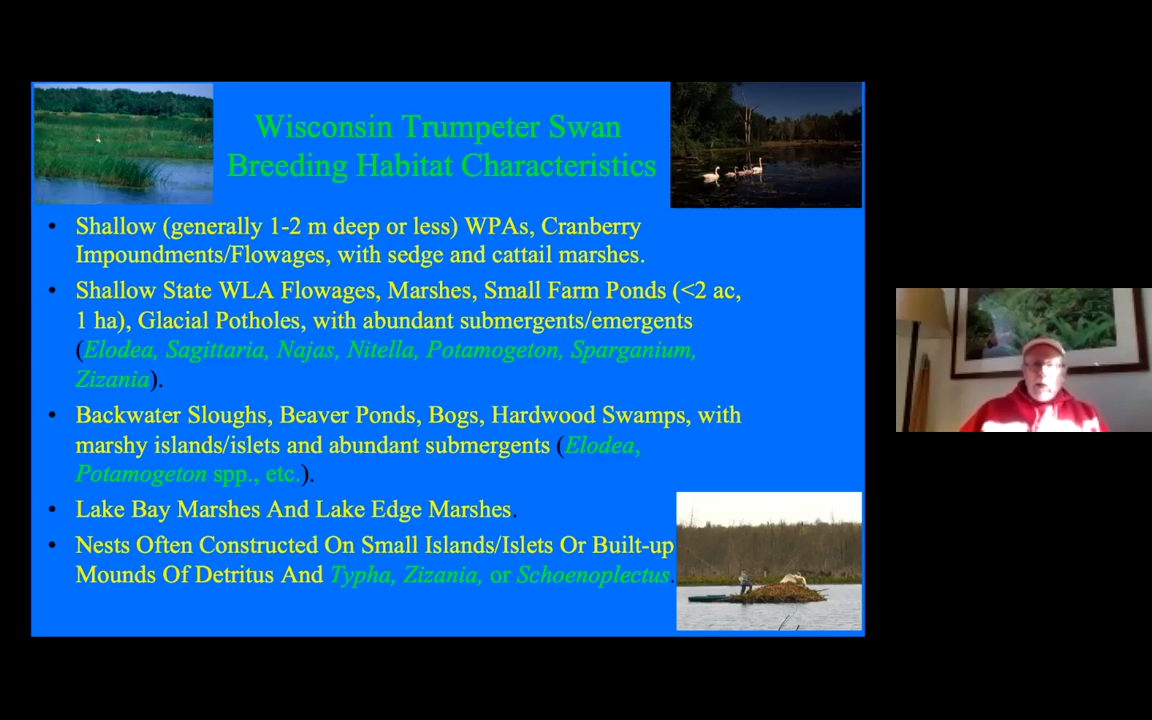 Wisconsin Trumpeter Swan
Breeding Habitat Characteristics
• Shallow (generally 1-2 m deep or less) WPAs, Cranberry
Impoundments/Flowages, with sedge and cattail marshes.
• Shallow State WLA Flowages, Marshes, Small Farm Ponds (<2 ac,
1 ha), Glacial Potholes, with abundant submergents/emergents
(Elodea, Sagittaria, Najas, Nitella, Potamogeton, Sparganium,
Zizania).
• Backwater Sloughs, Beaver Ponds, Bogs, Hardwood Swamps, with
marshy islands/islets and abundant submergents (Elodea,
Potamogeton spp., etc.).
• Lake Bay Marshes And Lake Edge Marshes.
• Nests Often Constructed On Small Islands/Islets Or Built-up
Mounds Of Detritus And Typha, Zizania, or Schoenoplectus.